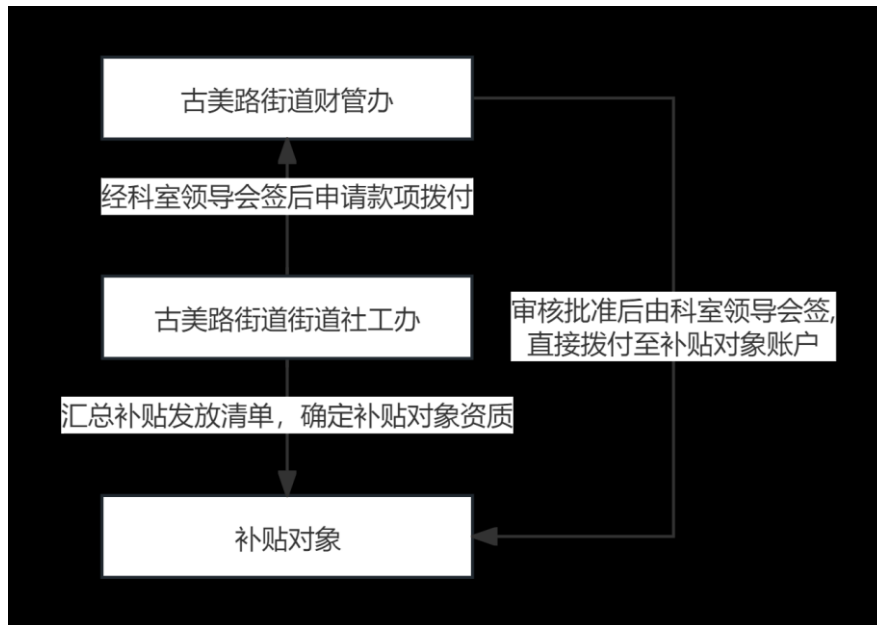 古美路街道财管办
经科室领导会签后申请款项拨付
古美路街道街道社工办
审核批准后由科室领导会签,
直接拨付至补贴对象账户
汇总补贴发放清单，确定补贴对象资质
补贴对象